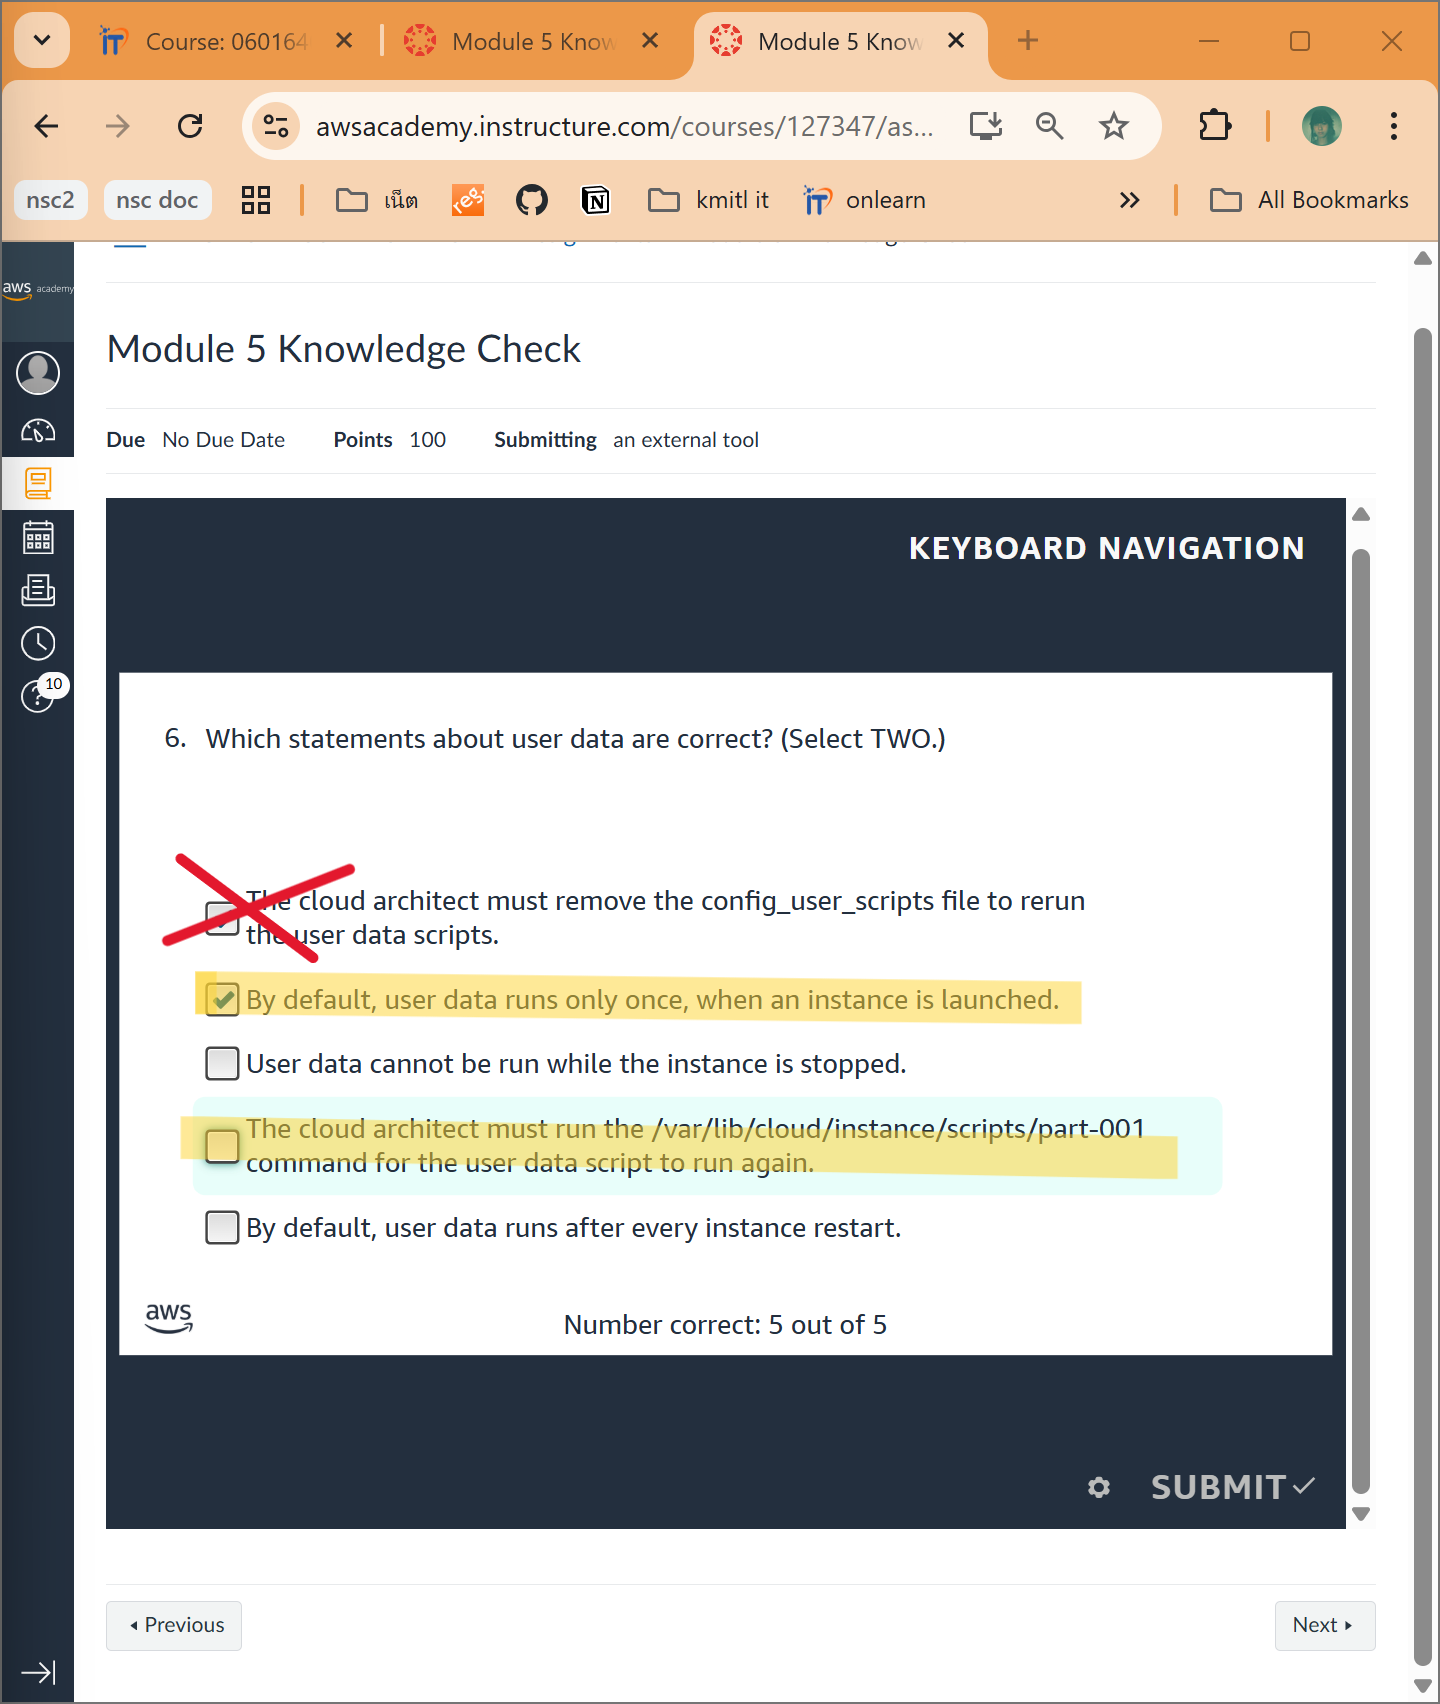 Course: 060164
Module 5 Know
Module 5 Know
awsacademy.instructure.com/courses/127347/as...
nsc2
nsc doc
เน็ต
reg
kmitl it
onlearn
All Bookmarks
aws academy
Module 5 Knowledge Check
Due No Due Date Points 100 Submitting an external tool
KEYBOARD NAVIGATION
10
6. Which statements about user data are correct? (Select TWO.)
The cloud architect must remove the config_user_scripts file to rerun
the user data scripts.
By default, user data runs only once, when an instance is launched.
User data cannot be run while the instance is stopped.
The cloud architect must run the /var/lib/cloud/instance/scripts/part-001
command for the user data script to run again.
By default, user data runs after every instance restart.
aws
Number correct: 5 out of 5
SUBMIT
Previous
Next